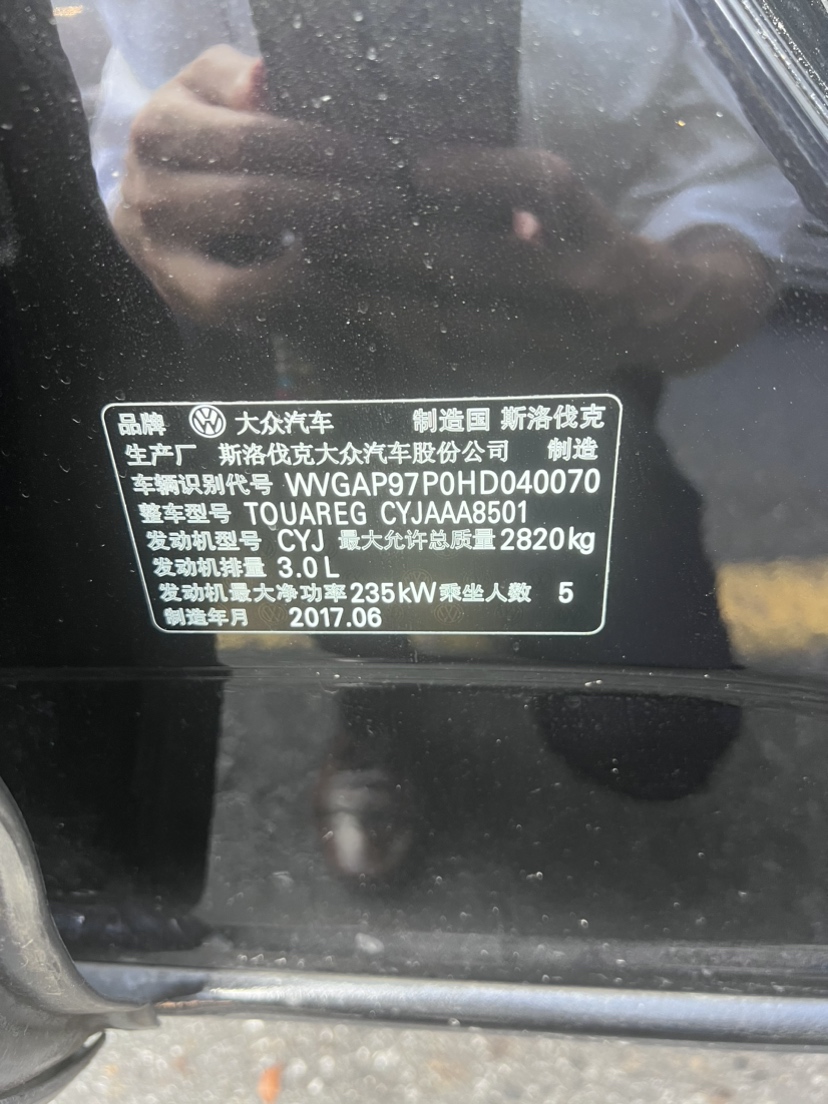 品牌 大众汽车 制造国 斯洛伐克
生产厂 斯洛伐克大众汽车股份公司 制造
车辆识别代号 WVGAP97P0HD040070
整车型号 TOUAREG CYJAAA8501
发动机型号 CYJ 最大允许总质量 2820kg
发动机排量 3.0L
发动机最大净功率 235kW 乘坐人数 5
制造年月 2017.06